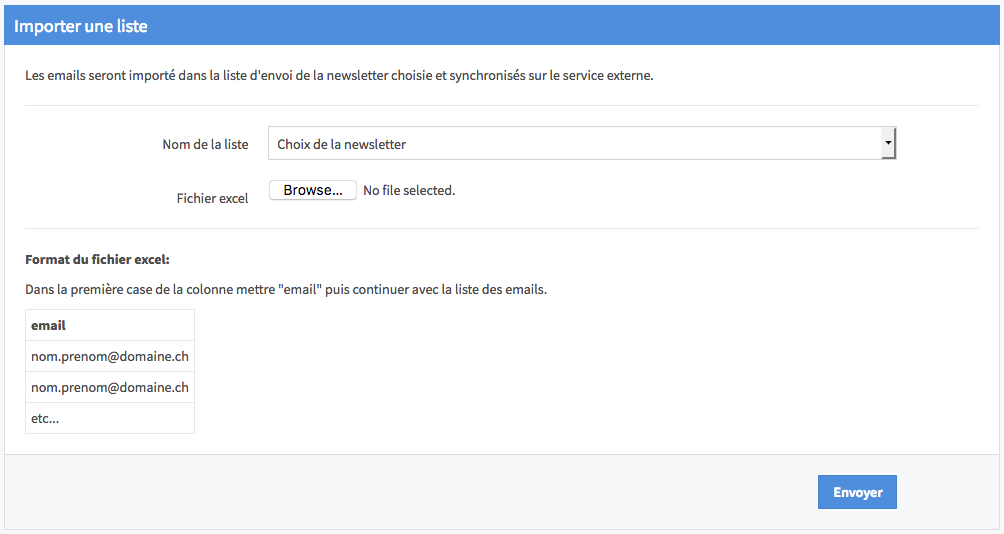 Importer une liste
Les emails seront importé dans la liste d'envoi de la newsletter choisie et synchronisés sur le service externe.
Nom de la liste
Choix de la newsletter
Fichier excel
Browse... No file selected.
Format du fichier excel:
Dans la première case de la colonne mettre "email" puis continuer avec la liste des emails.
email
nom.prenom@domaine.ch
nom.prenom@domaine.ch
etc...
Envoyer